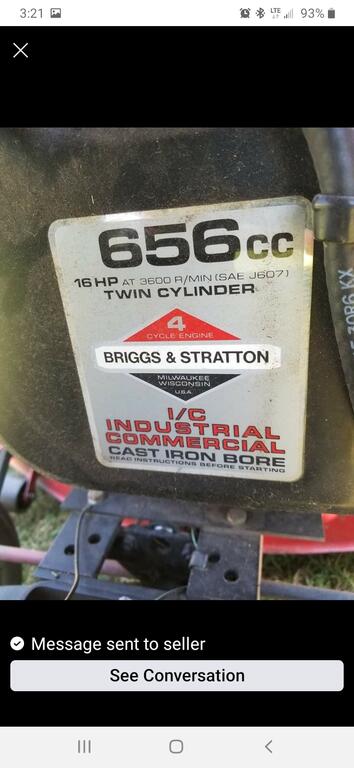 3:21
LTE
93%
656cc
16 HP AT 3600 R/MIN (SAE J607)
TWIN CYLINDER
4
CYCLE ENGINE
BRIGGS & STRATTON
MILWAUKEE
WISCONSIN
U.S.A.
I/C
INDUSTRIAL
COMMERCIAL
CAST IRON BORE
READ INSTRUCTIONS BEFORE STARTING
Message sent to seller
See Conversation